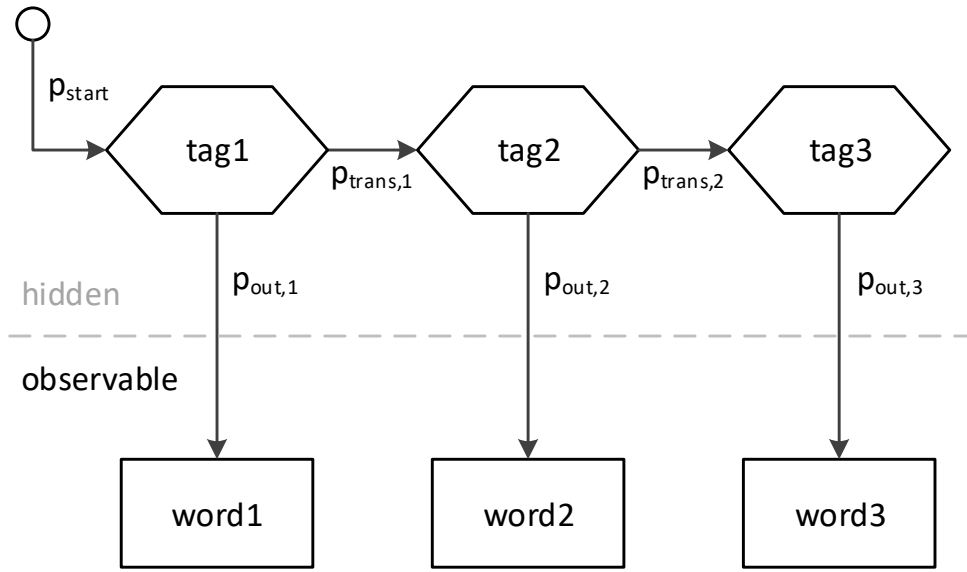 p_start
tag1
tag2
tag3
p_trans,1
p_trans,2
p_out,1
p_out,2
p_out,3
hidden
observable
word1
word2
word3